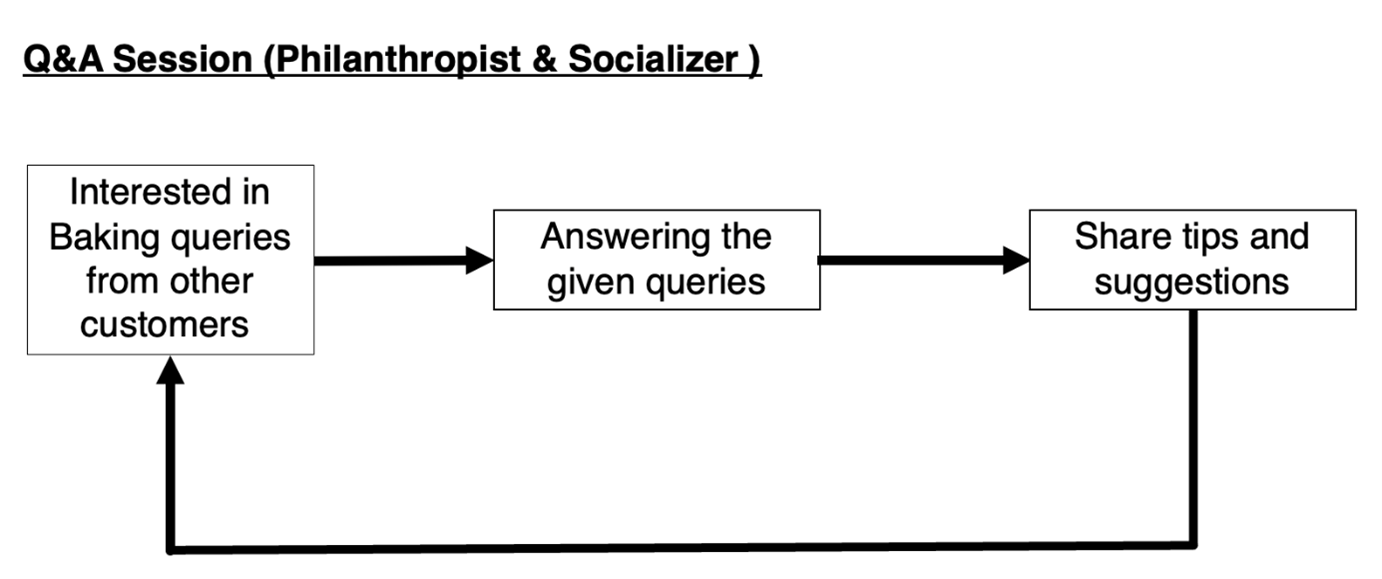 Q&A Session (Philanthropist & Socializer )
Interested in
Baking queries
from other
customers
Answering the
given queries
Share tips and
suggestions